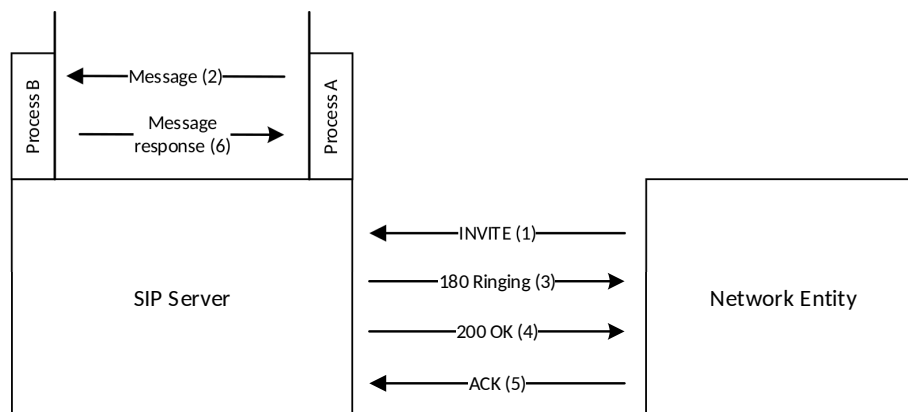 Process B
Message (2)
Message
response (6)
Process A
INVITE (1)
180 Ringing (3)
SIP Server
Network Entity
200 OK (4)
ACK (5)